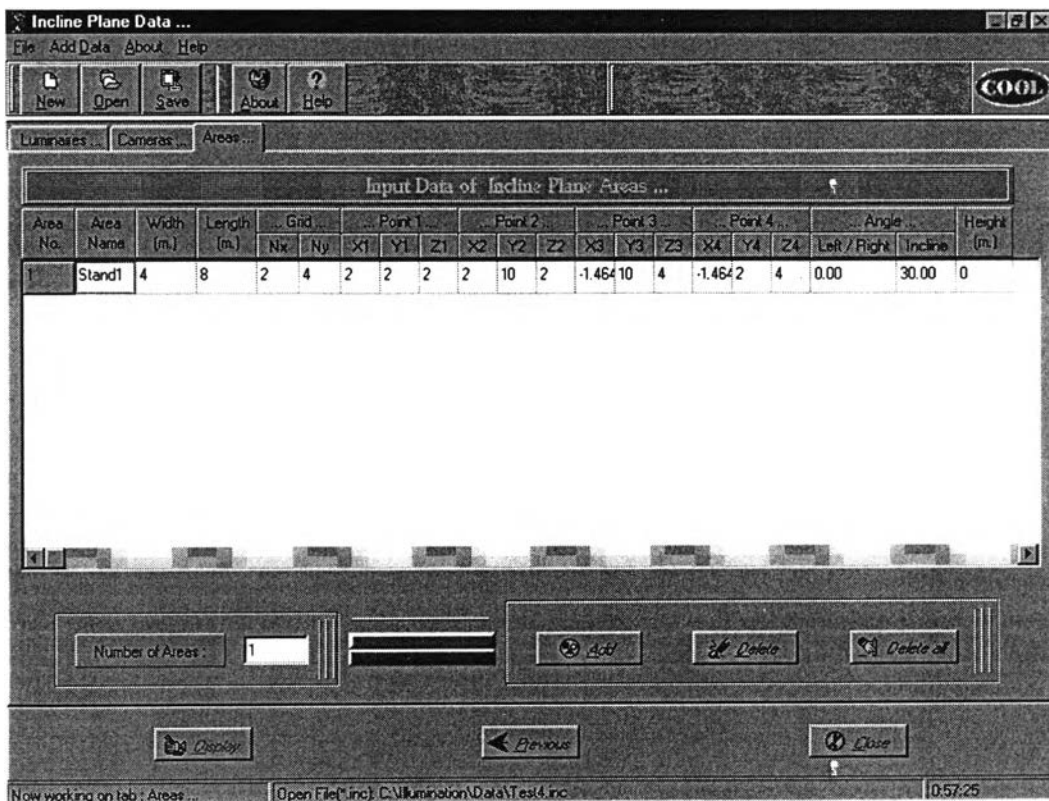 Incline Plane Data ...
File Add Data About Help
New Open Save About Help COOL
Luminaires ... Cameras ... Areas ...
Input Data of Incline Plane Areas ...
Area No. Area Name Width (m.) Length (m.) ... Grid ... ... Point 1 ... ... Point 2 ... ... Point 3 ... ... Point 4 ... ... Angle ... Height (m.)
Nx Ny X1 Y1 Z1 X2 Y2 Z2 X3 Y3 Z3 X4 Y4 Z4 Left / Right Incline
1 Stand1 4 8 2 4 2 2 2 2 10 2 -1.464 10 4 -1.464 2 4 0.00 30.00 0
Number of Areas : 1 Add Delete Delete all
Display Previous Close
Now working on tab : Areas ... Open File(*.inc): C:\Illumination\Data\Test4.inc 0:57:25